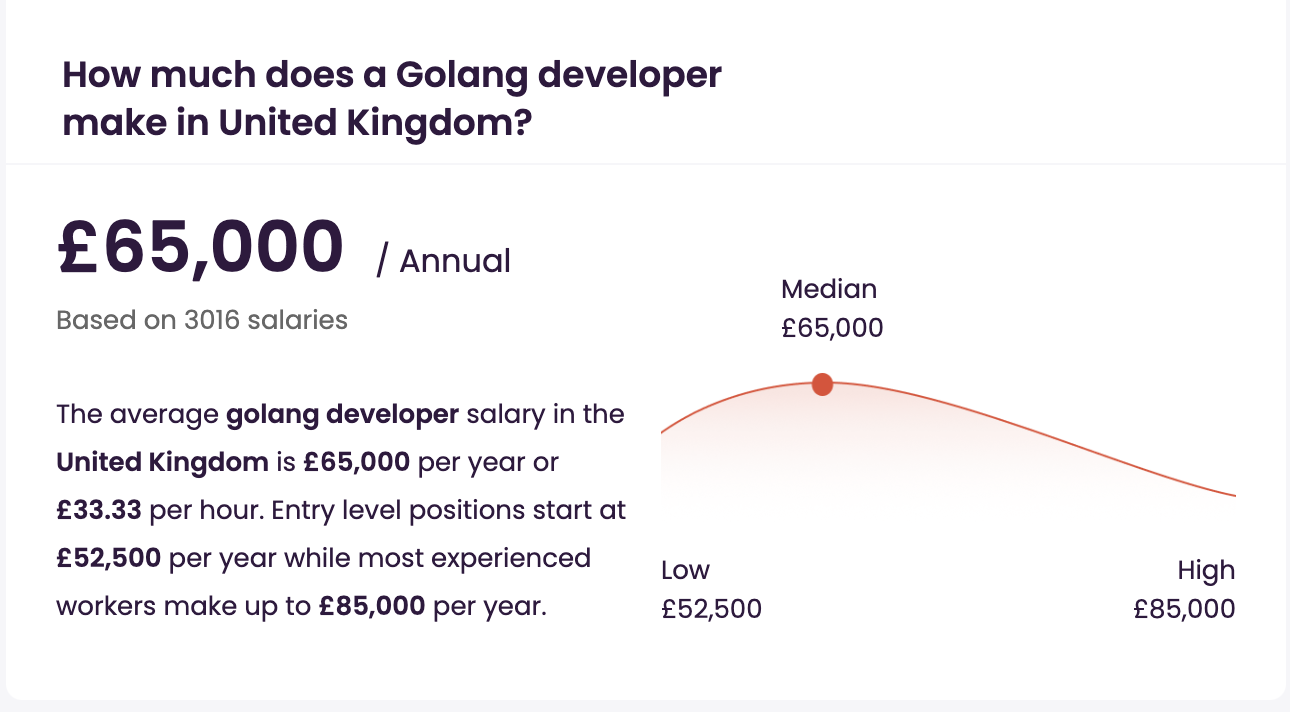 How much does a Golang developer
make in United Kingdom?
£65,000 / Annual
Based on 3016 salaries
The average golang developer salary in the
United Kingdom is £65,000 per year or
£33.33 per hour. Entry level positions start at
£52,500 per year while most experienced
workers make up to £85,000 per year.
Median
£65,000
Low
£52,500
High
£85,000